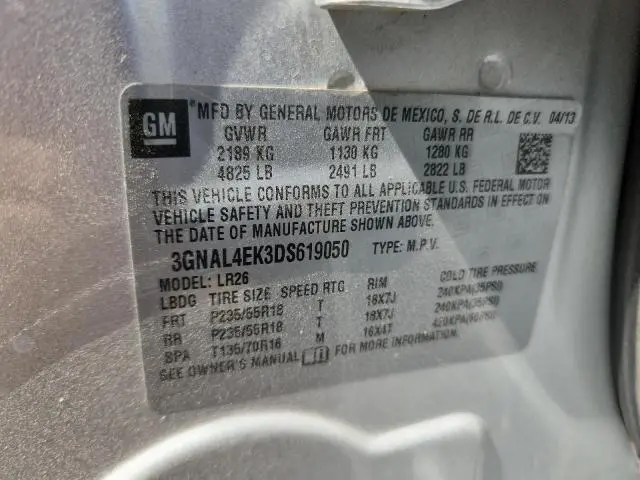 GM *MFD BY GENERAL MOTORS DE MEXICO, S. DE R.L. DE C.V. 04/13
GVWR GAWR FRT GAWR RR
2189 KG 1130 KG 1280 KG
4825 LB 2491 LB 2822 LB
THIS VEHICLE CONFORMS TO ALL APPLICABLE U.S. FEDERAL MOTOR
VEHICLE SAFETY AND THEFT PREVENTION STANDARDS IN EFFECT ON
THE DATE OF MANUFACTURE SHOWN ABOVE.
3GNAL4EK3DS619050 TYPE: M.P.V.
MODEL: LR26
LBDG TIRE SIZE SPEED RTG RIM COLD TIRE PRESSURE
FRT P235/55R18 T 18X7J 240KPA(35PSI)
RR P235/55R18 T 18X7J 240KPA(35PSI)
SPA T135/70R16 M 16X4T 420KPA(60PSI)
SEE OWNER'S MANUAL FOR MORE INFORMATION.